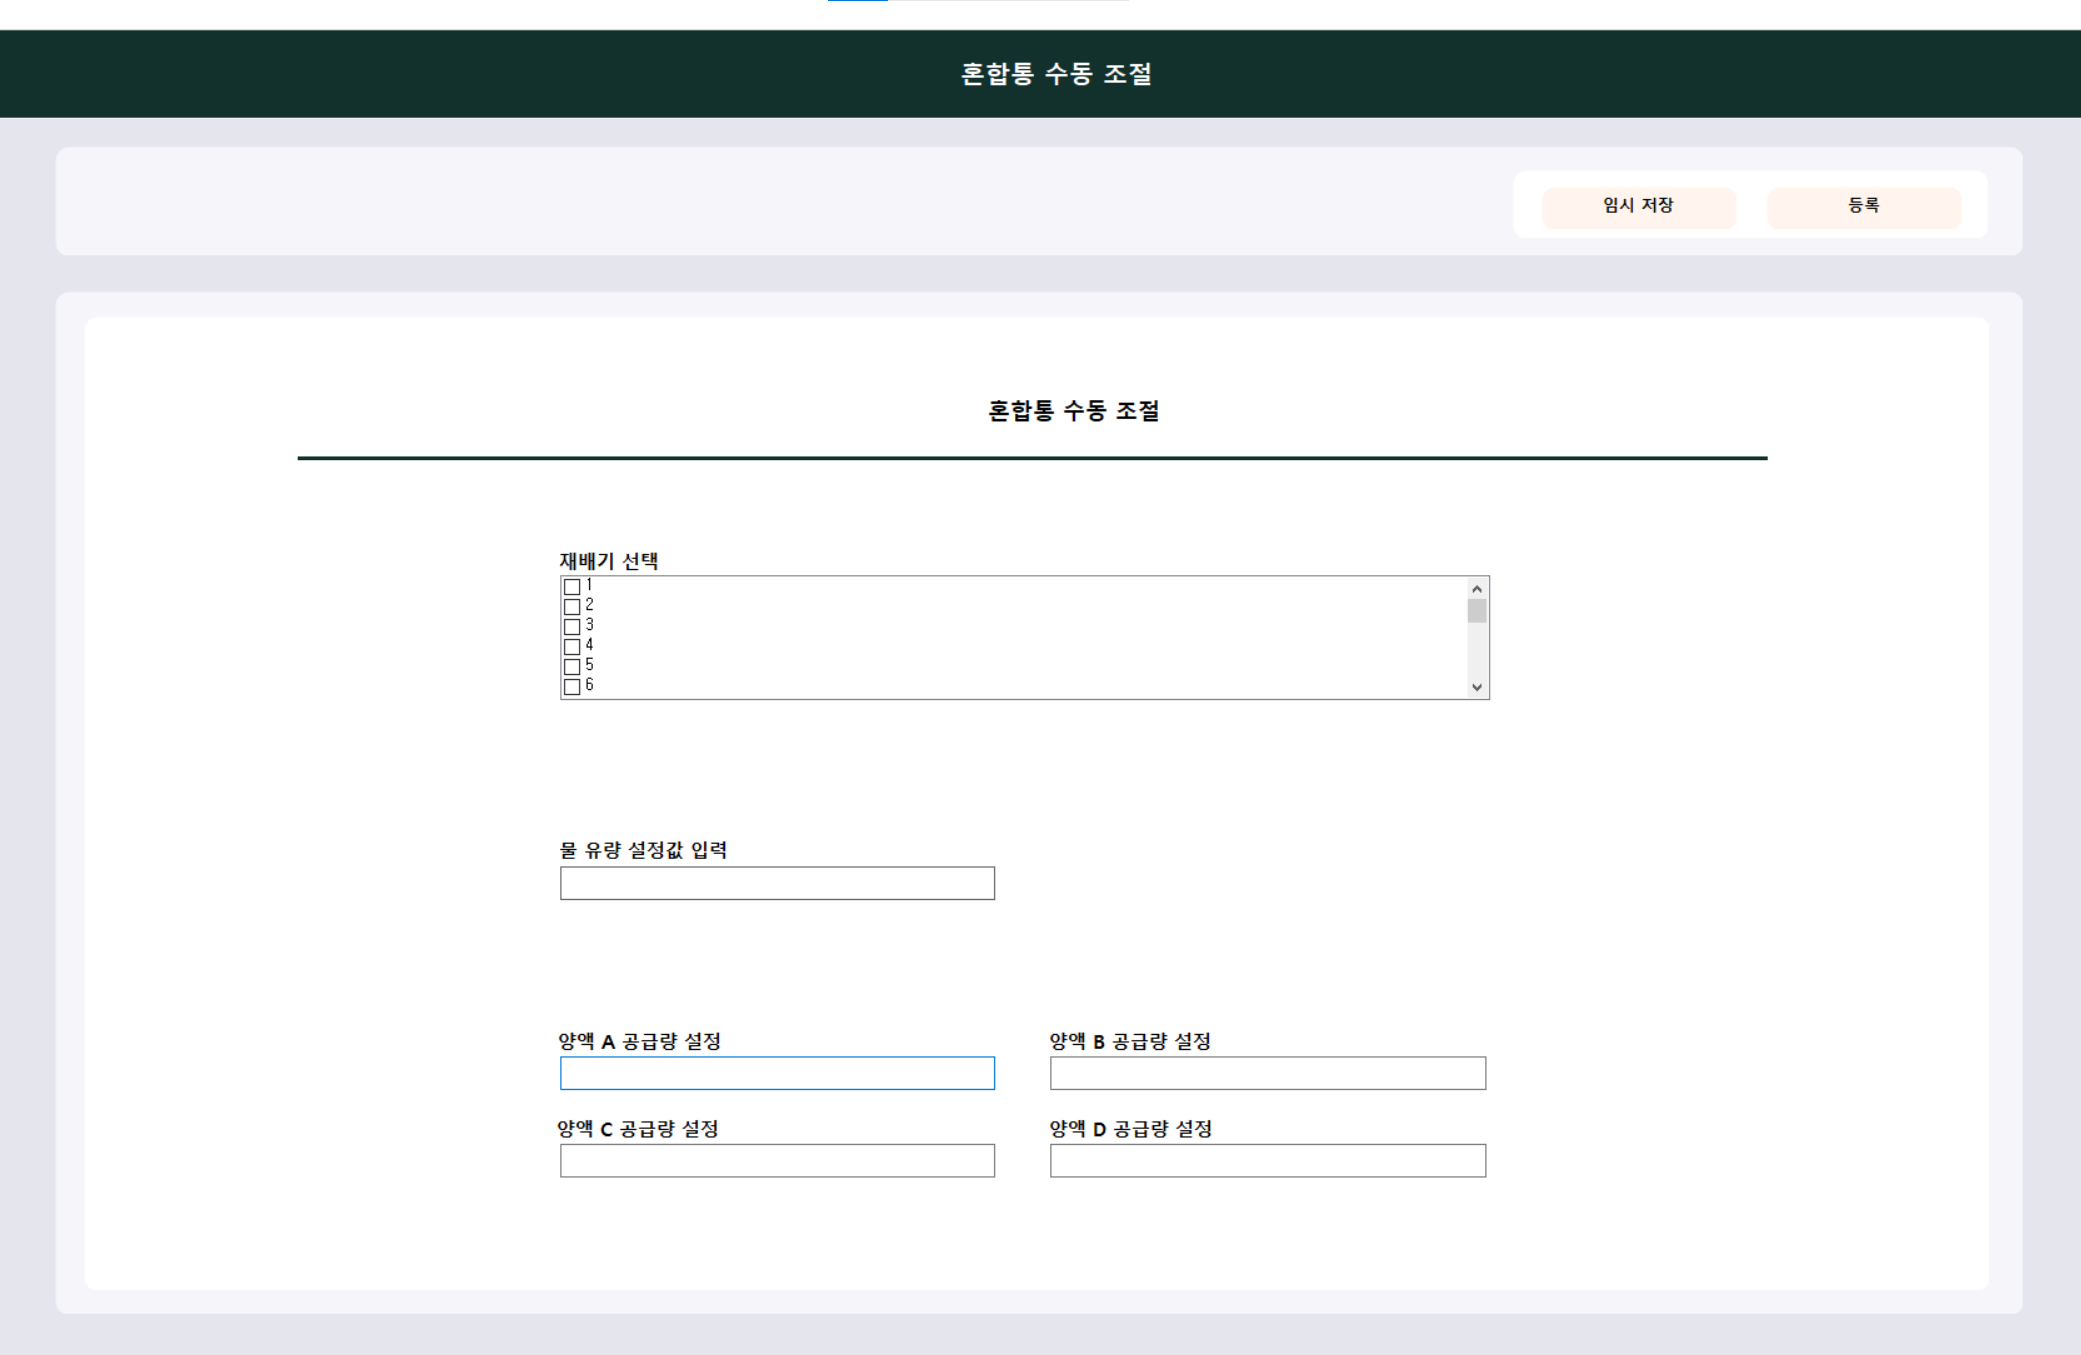 혼합통 수동 조절
임시 저장 등록
혼합통 수동 조절
재배기 선택
1
2
3
4
5
6
물 유량 설정값 입력
양액 A 공급량 설정 양액 B 공급량 설정
양액 C 공급량 설정 양액 D 공급량 설정